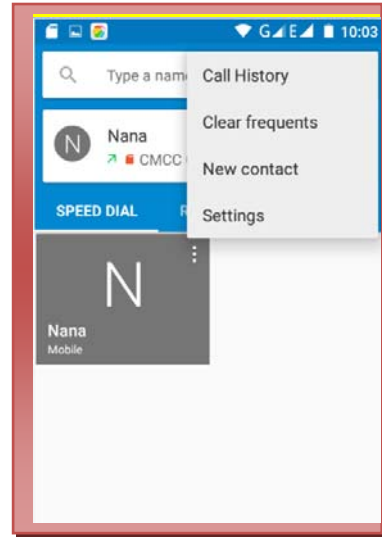 G E 10:03
Type a nam
Call History
Clear frequents
New contact
Settings
N
Nana
CMCC
SPEED DIAL R
N
Nana
Mobile